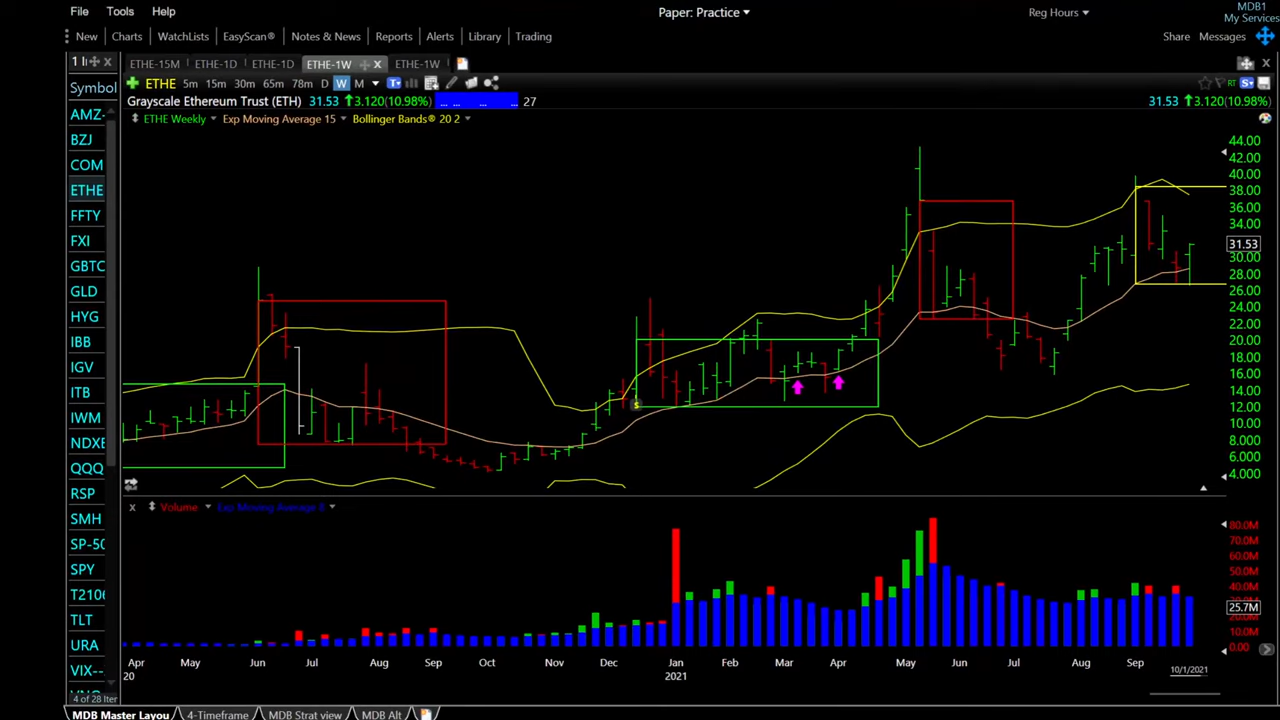 File Tools Help Paper: Practice Reg Hours MDB1
My Services
New Charts WatchLists EasyScan® Notes & News Reports Alerts Library Trading Share Messages
ETHE-15M ETHE-1D ETHE-1D ETHE-1W ETHE-1W
Symbol ETHE 5m 15m 30m 65m 78m D W M RT
Grayscale Ethereum Trust (ETH) 31.53 3.120(10.98%) ... ... ... ... 27 31.53 3.120(10.98%)
ETHE Weekly Exp Moving Average 15 Bollinger Bands® 20 2
AMZ-
BZJ
COM
ETHE
FFTY
FXI
GBTC
GLD
HYG
IBB
IGV
ITB
IWM
NDXE
QQQ
RSP
SMH
SP-50
SPY
T2106
TLT
URA
VIX--
4 of 28 Iter
44.00
42.00
40.00
38.00
36.00
34.00
31.53
30.00
28.00
26.00
24.00
22.00
20.00
18.00
16.00
14.00
12.00
10.00
8.000
6.000
4.000
x Volume Exp Moving Average
80.0M
70.0M
60.0M
50.0M
40.0M
25.7M
10.0M
0.00
Apr May Jun Jul Aug Sep Oct Nov Dec Jan Feb Mar Apr May Jun Jul Aug Sep
20 2021 10/1/2021
MDB Master Layou 4-Timeframe MDB Strat view MDB Alt